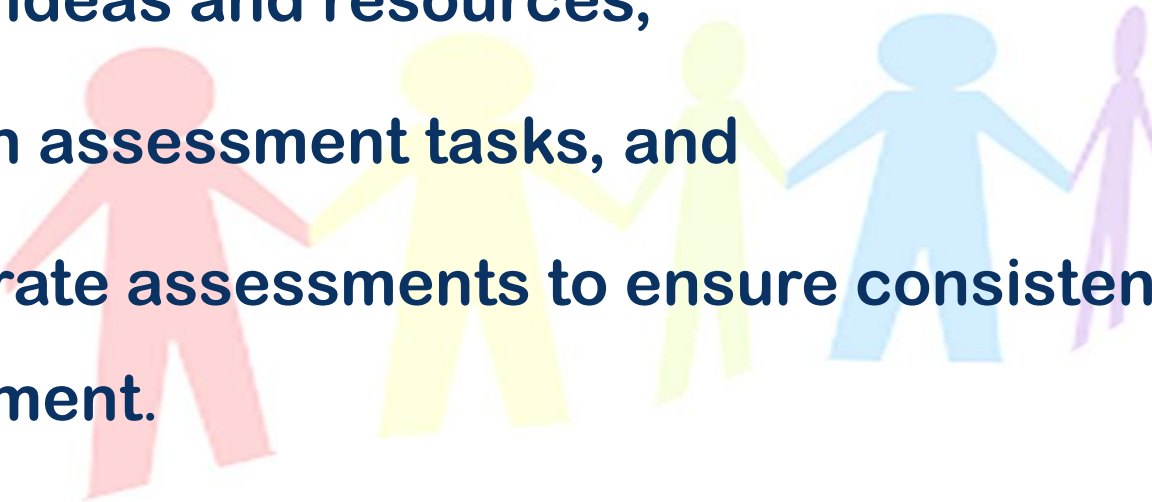 ideas and resources,
n assessment tasks, and
rate assessments to ensure consisten
ment.